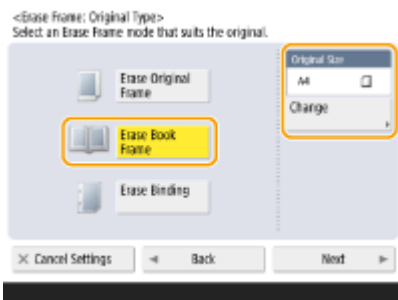 <Erase Frame: Original Type>
Select an Erase Frame mode that suits the original.
Original Size
A4
Change
Erase Original
Frame
Erase Book
Frame
Erase Binding
Cancel Settings
Back
Next